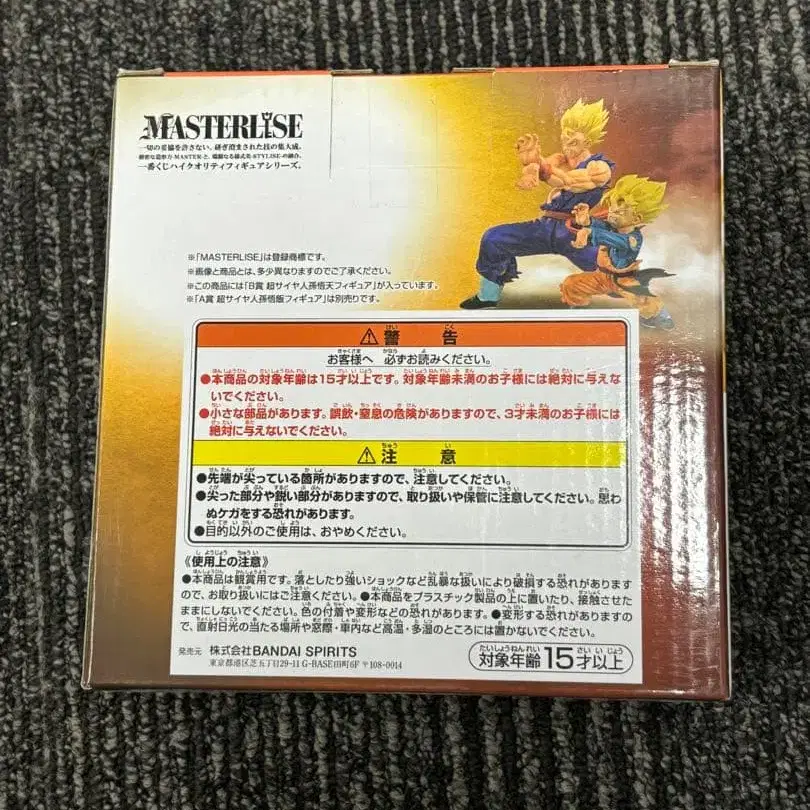 MASTERLISE
一切の妥協を許さない、研ぎ澄まされた技の集大成。
緻密な造形力-MASTER-と、端麗なる様式美-STYLISE-の融合。
一番くじハイクオリティフィギュアシリーズ。
※「MASTERLISE」は登録商標です。
※画像と商品とは、多少異なりますのでご了承ください。
※この商品には「B賞 超サイヤ人孫悟天フィギュア」が入っています。
※「A賞 超サイヤ人孫悟飯フィギュア」は別売りです。
⚠警告
お客様へ 必ずお読みください。
●本商品の対象年齢は15才以上です。対象年齢未満のお子様には絶対に与えな
いでください。
●小さな部品があります。誤飲・窒息の危険がありますので、3才未満のお子様には
絶対に与えないでください。
⚠注意
●先端が尖っている箇所がありますので、注意してください。
●尖った部分や鋭い部分がありますので、取り扱いや保管に注意してください。思わ
ぬケガをする恐れがあります。
●目的以外のご使用は、おやめください。
《使用上の注意》
●本商品は観賞用です。落としたり強いショックなど乱暴な扱いにより破損する恐れがあります
ので、お取り扱いにはご注意ください。●本商品をプラスチック製品の上に置いたり、接触させた
ままにしないでください。色の付着や変形などの恐れがあります。●変形する恐れがありますの
で、直射日光の当たる場所や窓際・車内など高温・多湿のところには置かないでください。
発売元 株式会社BANDAI SPIRITS
東京都港区芝五丁目29-11 G-BASE田町6F 〒108-0014
対象年齢 15才以上